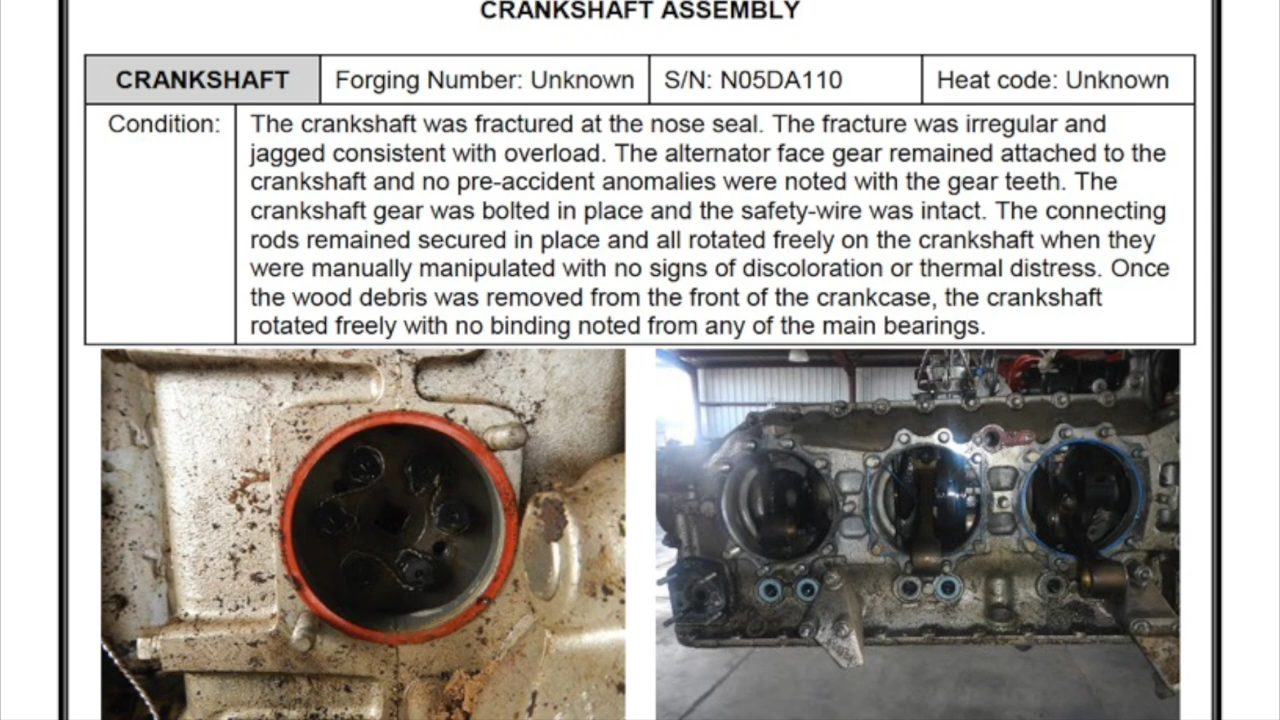 CRANKSHAFT ASSEMBLY
CRANKSHAFT
Forging Number: Unknown
S/N: N05DA110
Heat code: Unknown
Condition:
The crankshaft was fractured at the nose seal. The fracture was irregular and
jagged consistent with overload. The alternator face gear remained attached to the
crankshaft and no pre-accident anomalies were noted with the gear teeth. The
crankshaft gear was bolted in place and the safety-wire was intact. The connecting
rods remained secured in place and all rotated freely on the crankshaft when they
were manually manipulated with no signs of discoloration or thermal distress. Once
the wood debris was removed from the front of the crankcase, the crankshaft
rotated freely with no binding noted from any of the main bearings.